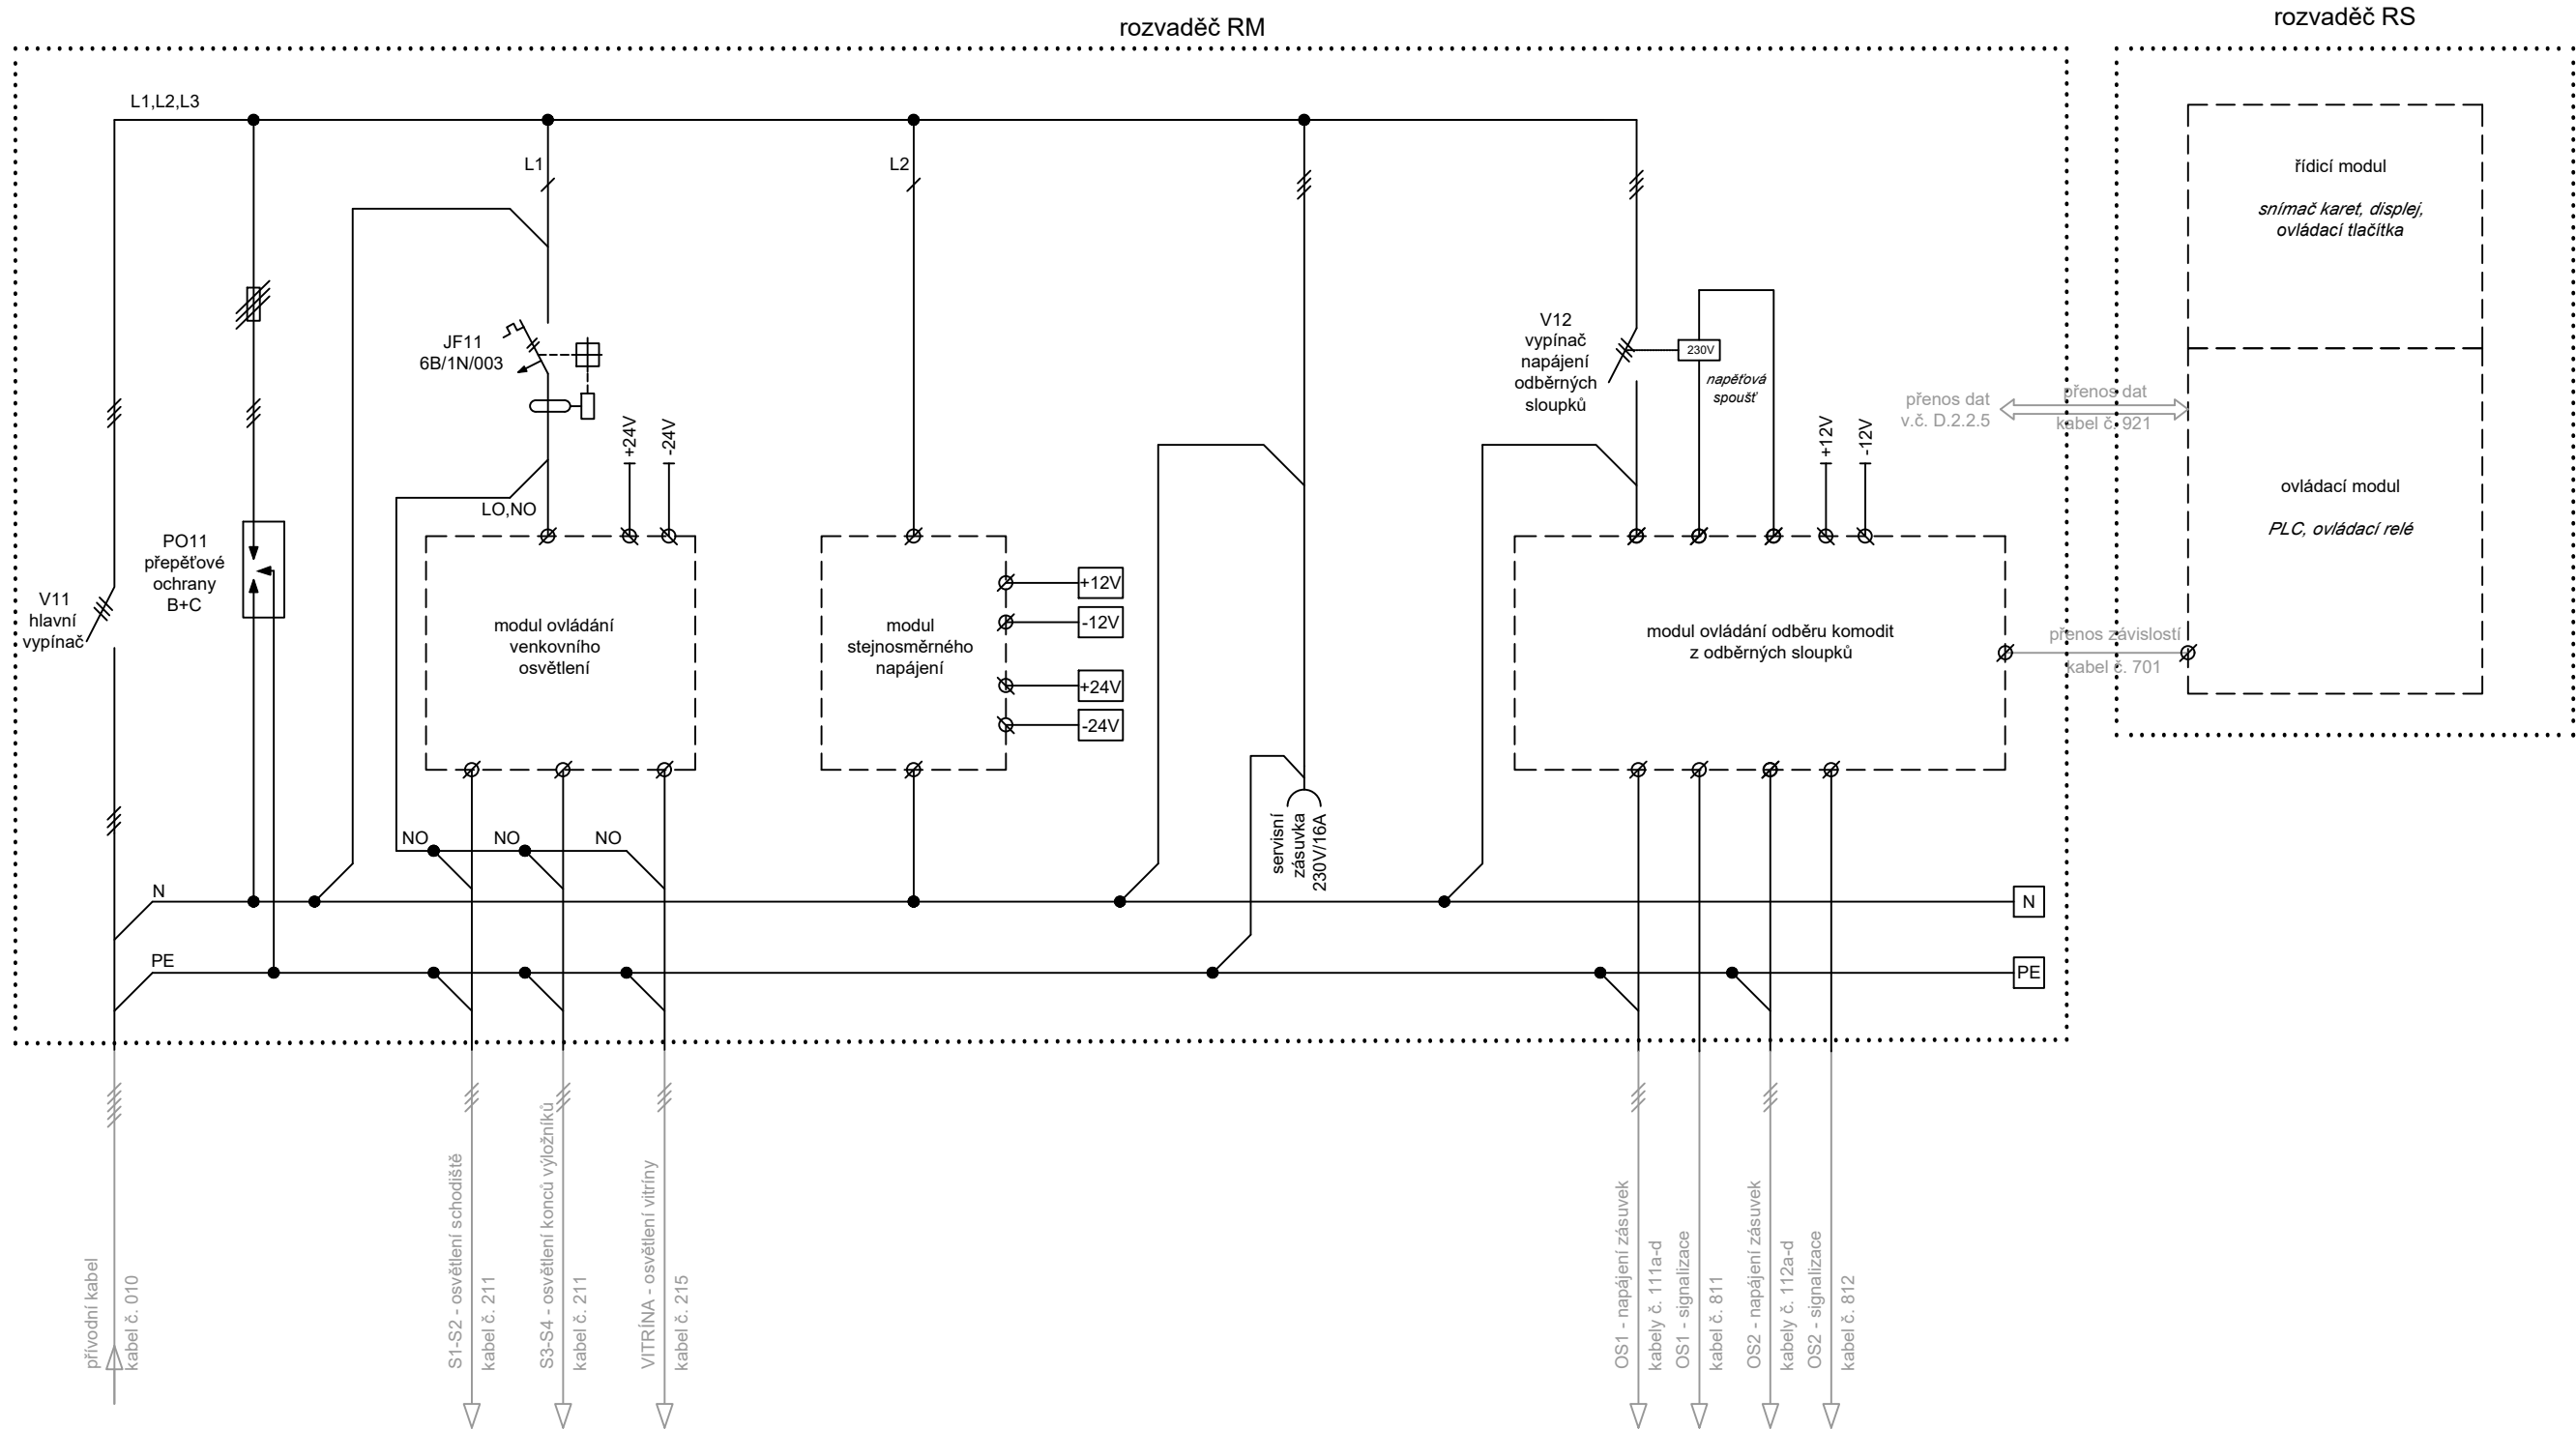 rozvaděč RM
rozvaděč RS
L1,L2,L3
L1
L2
řídicí modul
snímač karet, displej,
ovládací tlačítka
JF11
6B/1N/003
V12
vypínač
napájení
odběrných
sloupků
230V
napěťová
spoušť
+24V
-24V
+12V
-12V
přenos dat
v.č. D.2.2.5
přenos dat
kabel č. 921
LO,NO
ovládací modul
PLC, ovládací relé
PO11
přepěťové
ochrany
B+C
V11
hlavní
vypínač
modul ovládání
venkovního
osvětlení
modul
stejnosměrného
napájení
+12V
-12V
+24V
-24V
modul ovládání odběru komodit
z odběrných sloupků
přenos závislostí
kabel č. 701
NO
NO
NO
servisní
zásuvka
230V/16A
N
N
PE
PE
přívodní kabel
kabel č. 010
S1-S2 - osvětlení schodiště
kabel č. 211
S3-S4 - osvětlení konců výložníků
kabel č. 211
VITRÍNA - osvětlení vitríny
kabel č. 215
OS1 - napájení zásuvek
kabely č. 111a-d
OS1 - signalizace
kabel č. 811
OS2 - napájení zásuvek
kabely č. 112a-d
OS2 - signalizace
kabel č. 812